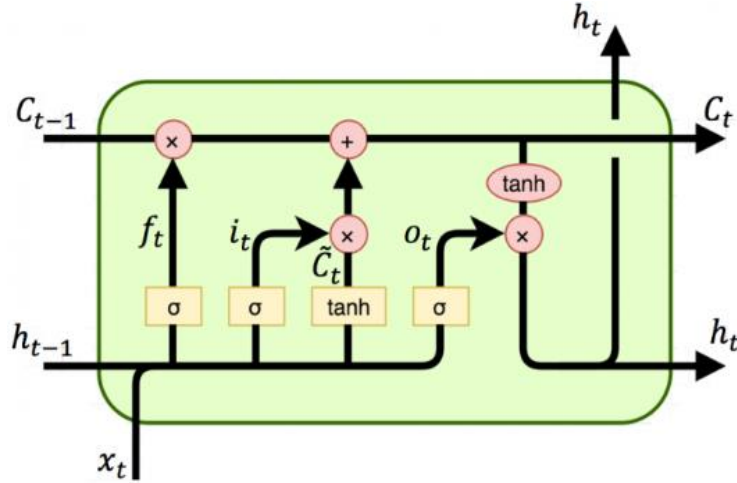 h_t
C_{t-1} × + C_t
tanh
f_t i_t × o_t ×
C̃_t
σ σ tanh σ
h_{t-1} h_t
x_t